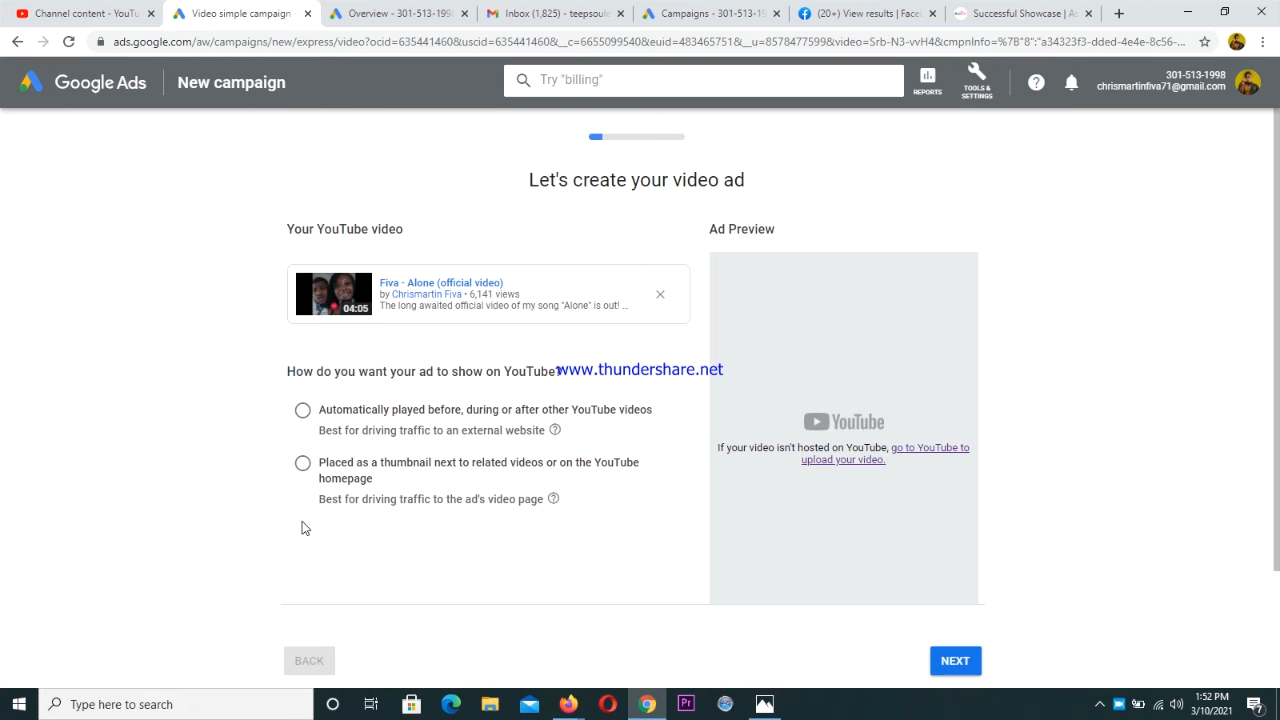 Channel content - YouTube
Video simple campaign
Overview - 301-513-199
Inbox (1,825) - teepsoul
Campaigns - 301-513-19
(20+) View results | Face
Successful Showcase | A
ads.google.com/aw/campaigns/new/express/video?ocid=635441460&uscid=635441460&__c=6655099540&euid=483465751&__u=8578477599&video=Srb-N3-vvH4&cmpnInfo=%7B"8"%3A"a34323f3-dded-4e4e-8c56-...
Google Ads
New campaign
Try "billing"
REPORTS
TOOLS &
SETTINGS
301-513-1998
chrismartinfiva71@gmail.com
Let's create your video ad
Your YouTube video
Ad Preview
Fiva - Alone (official video)
by Chrismartin Fiva • 6,141 views
The long awaited official video of my song "Alone" is out! ...
04:05
How do you want your ad to show on YouTube?
www.thundershare.net
Automatically played before, during or after other YouTube videos
Best for driving traffic to an external website
Placed as a thumbnail next to related videos or on the YouTube
homepage
Best for driving traffic to the ad's video page
YouTube
If your video isn't hosted on YouTube, go to YouTube to
upload your video.
BACK
NEXT
Type here to search
Pr
1:52 PM
3/10/2021
7